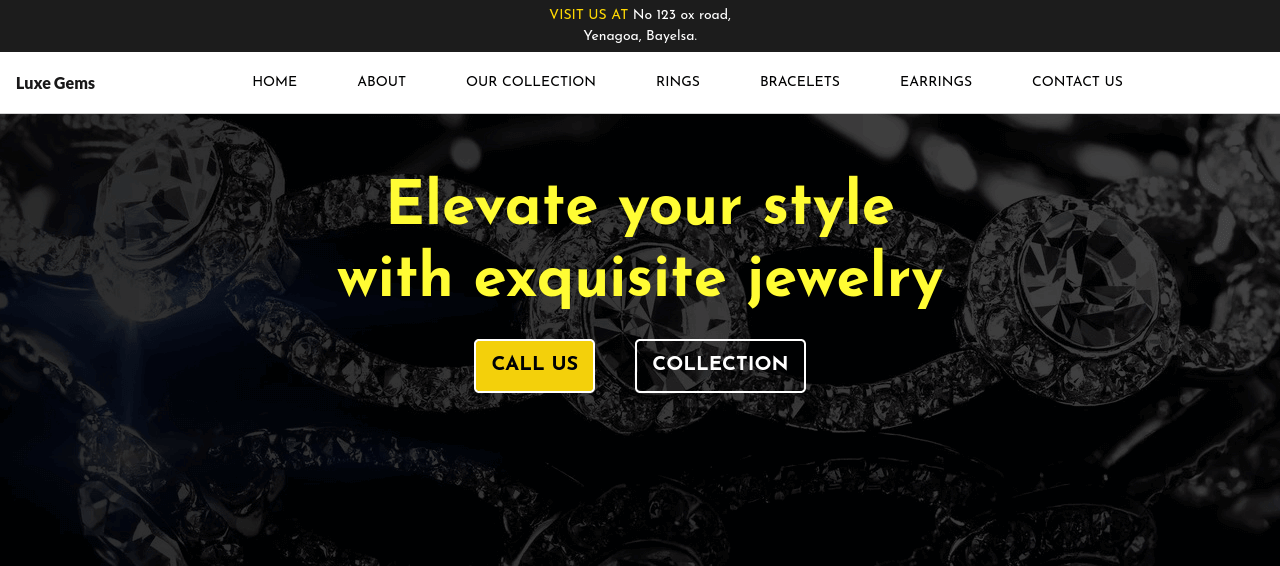 VISIT US AT No 123 ox road,
Yenagoa, Bayelsa.
Luxe Gems
HOME
ABOUT
OUR COLLECTION
RINGS
BRACELETS
EARRINGS
CONTACT US
Elevate your style
with exquisite jewelry
CALL US
COLLECTION